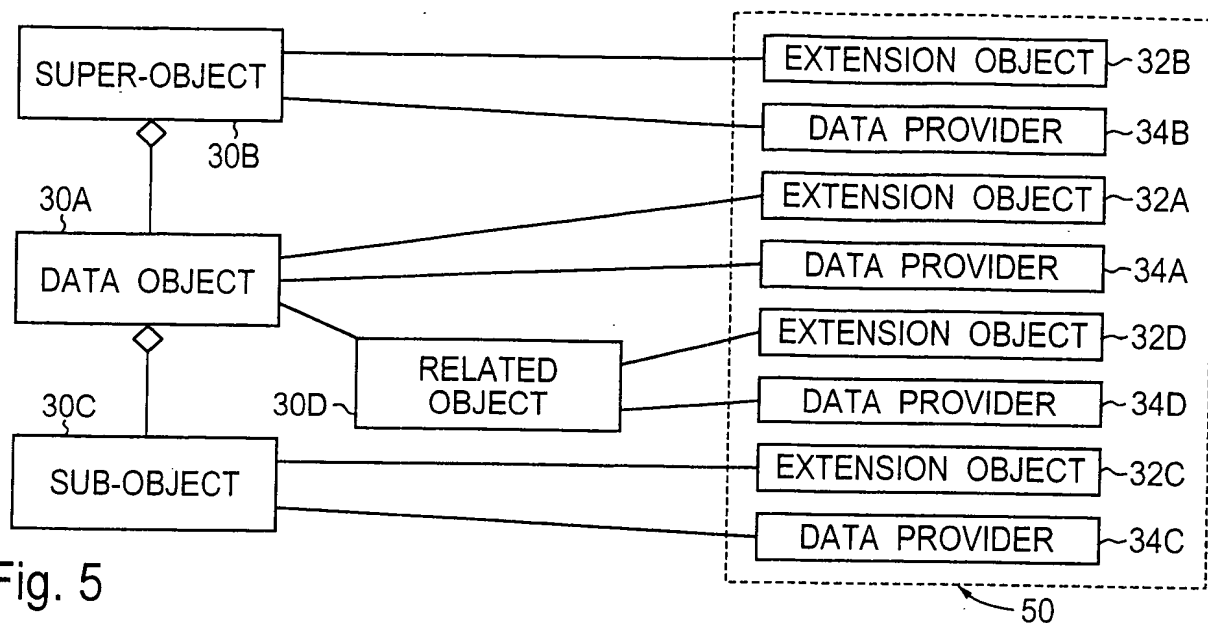 SUPER-OBJECT
30B
EXTENSION OBJECT
32B
DATA PROVIDER
34B
30A
DATA OBJECT
EXTENSION OBJECT
32A
DATA PROVIDER
34A
RELATED
OBJECT
30D
EXTENSION OBJECT
32D
DATA PROVIDER
34D
30C
SUB-OBJECT
EXTENSION OBJECT
32C
DATA PROVIDER
34C
50
Fig. 5